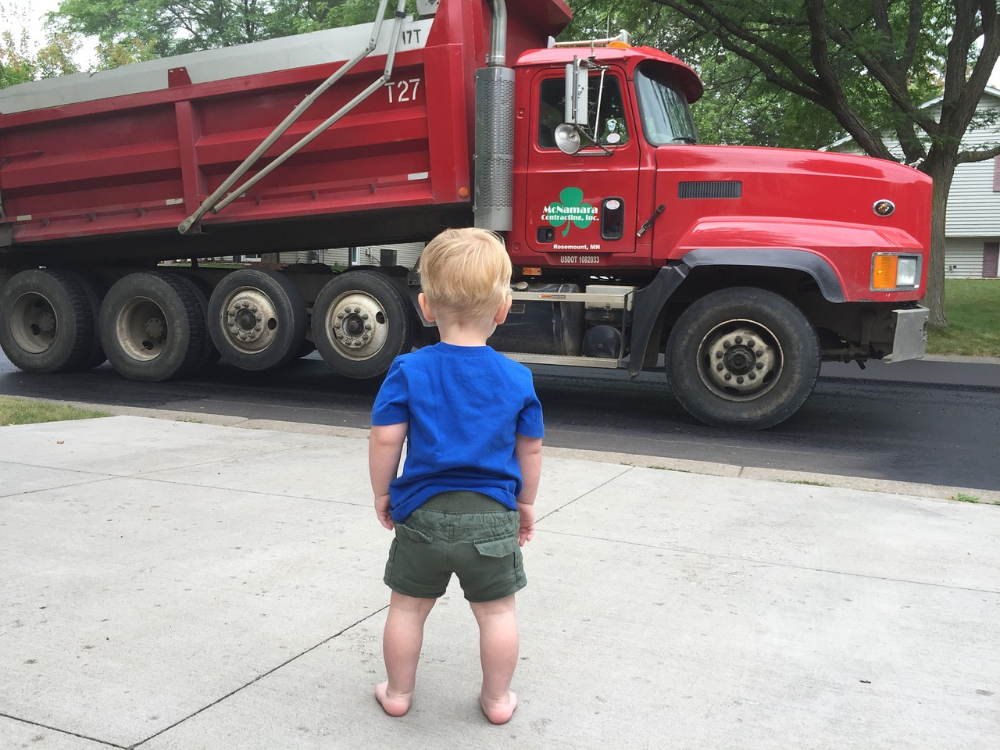 17T
T27
McNamara
Contracting, Inc.
Rosemount, MN
USDOT 1082033